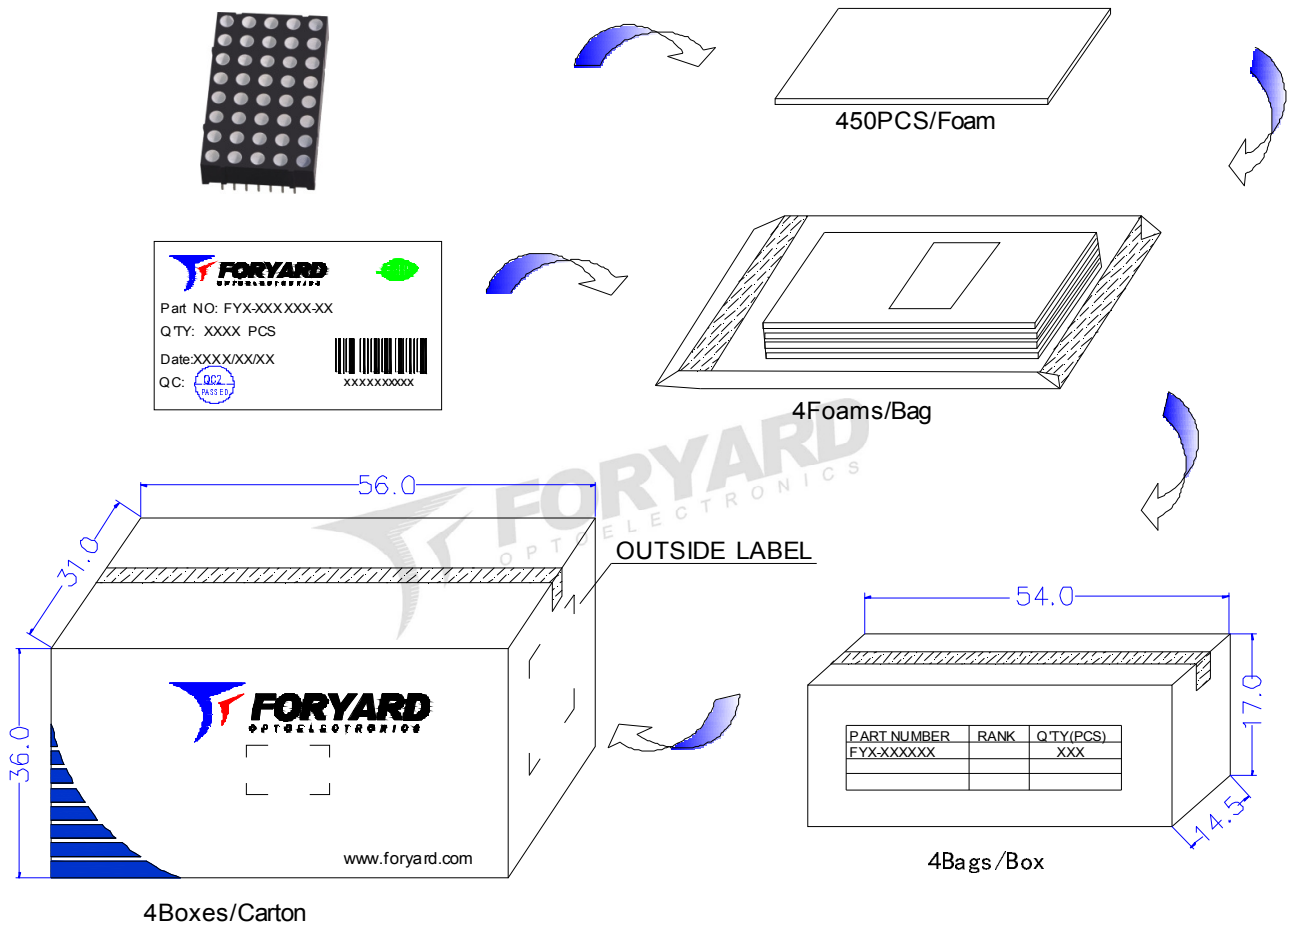 450PCS/Foam
FORYARD
OPTOELECTRONICS
Part NO: FYX-XXXXXX-XX
Q'TY: XXXX PCS
Date:XXXX/XX/XX
QC: QC2
PASSED
XXXXXXXXXX
4Foams/Bag
FORYARD
OPTOELECTRONICS
56.0
31.0
36.0
OUTSIDE LABEL
FORYARD
OPTOELECTRONICS
www.foryard.com
4Boxes/Carton
54.0
17.0
14.5
PART NUMBER RANK Q'TY(PCS)
FYX-XXXXXX XXX
4Bags/Box